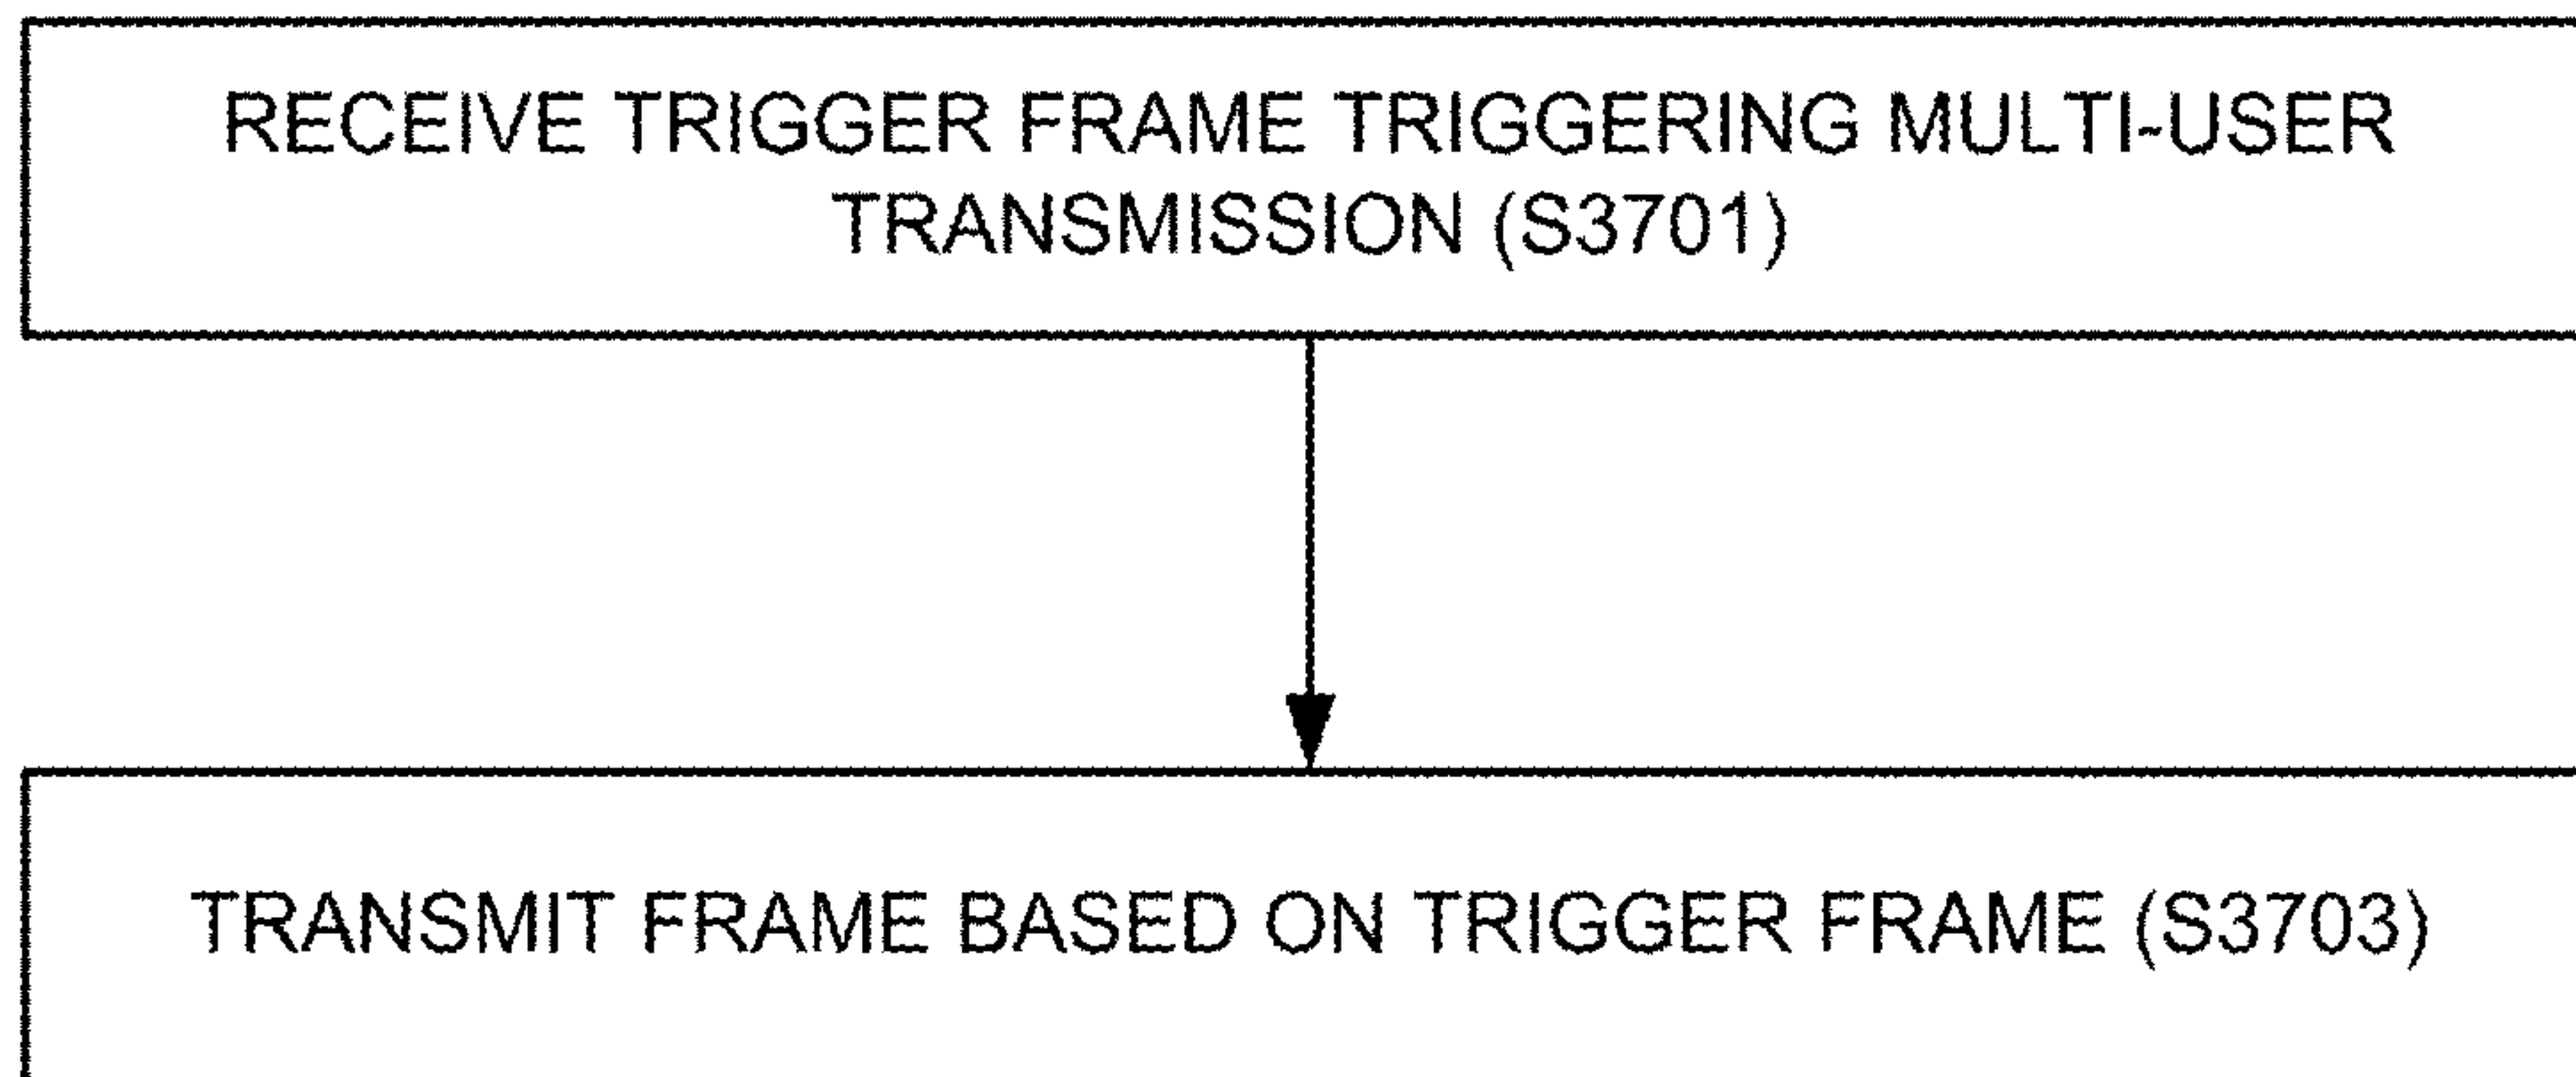 RECEIVE TRIGGER FRAME TRIGGERING MULTI-USER
TRANSMISSION (S3701)
TRANSMIT FRAME BASED ON TRIGGER FRAME (S3703)